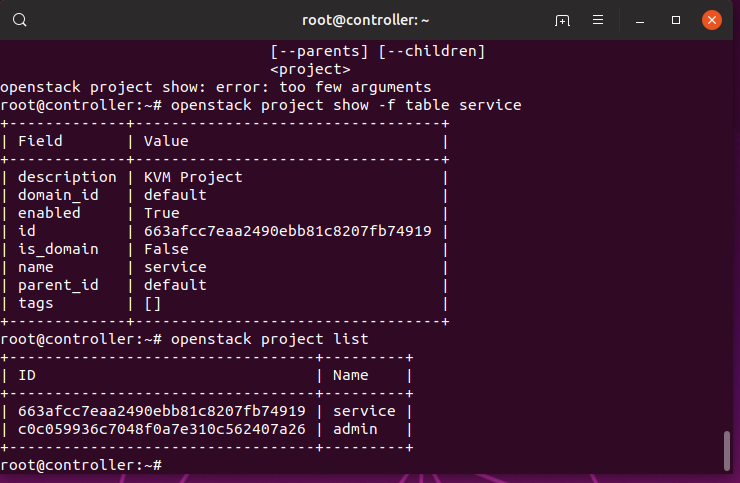 root@controller: ~
[--parents] [--children]
<project>
openstack project show: error: too few arguments
root@controller:~# openstack project show -f table service
+-------------+----------------------------------+
| Field       | Value                            |
+-------------+----------------------------------+
| description | KVM Project                      |
| domain_id   | default                          |
| enabled     | True                             |
| id          | 663afcc7eaa2490ebb81c8207fb74919 |
| is_domain   | False                            |
| name        | service                          |
| parent_id   | default                          |
| tags        | []                               |
+-------------+----------------------------------+
root@controller:~# openstack project list
+----------------------------------+---------+
| ID                               | Name    |
+----------------------------------+---------+
| 663afcc7eaa2490ebb81c8207fb74919 | service |
| c0c059936c7048f0a7e310c562407a26 | admin   |
+----------------------------------+---------+
root@controller:~#